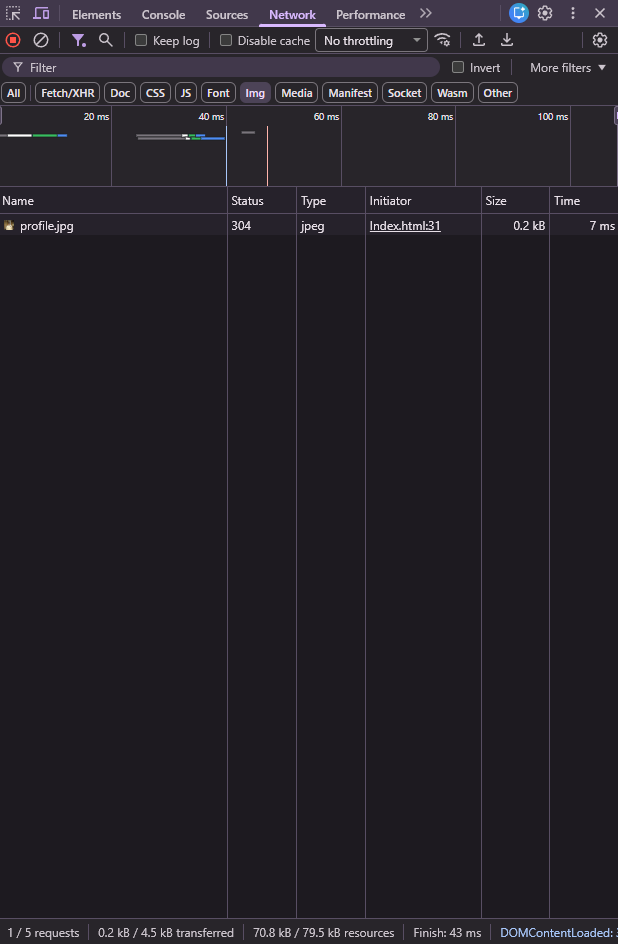 Elements Console Sources Network Performance
Keep log Disable cache No throttling
Filter Invert More filters
All Fetch/XHR Doc CSS JS Font Img Media Manifest Socket Wasm Other
20 ms 40 ms 60 ms 80 ms 100 ms
Name Status Type Initiator Size Time
profile.jpg 304 jpeg Index.html:31 0.2 kB 7 ms
1 / 5 requests 0.2 kB / 4.5 kB transferred 70.8 kB / 79.5 kB resources Finish: 43 ms DOMContentLoaded: